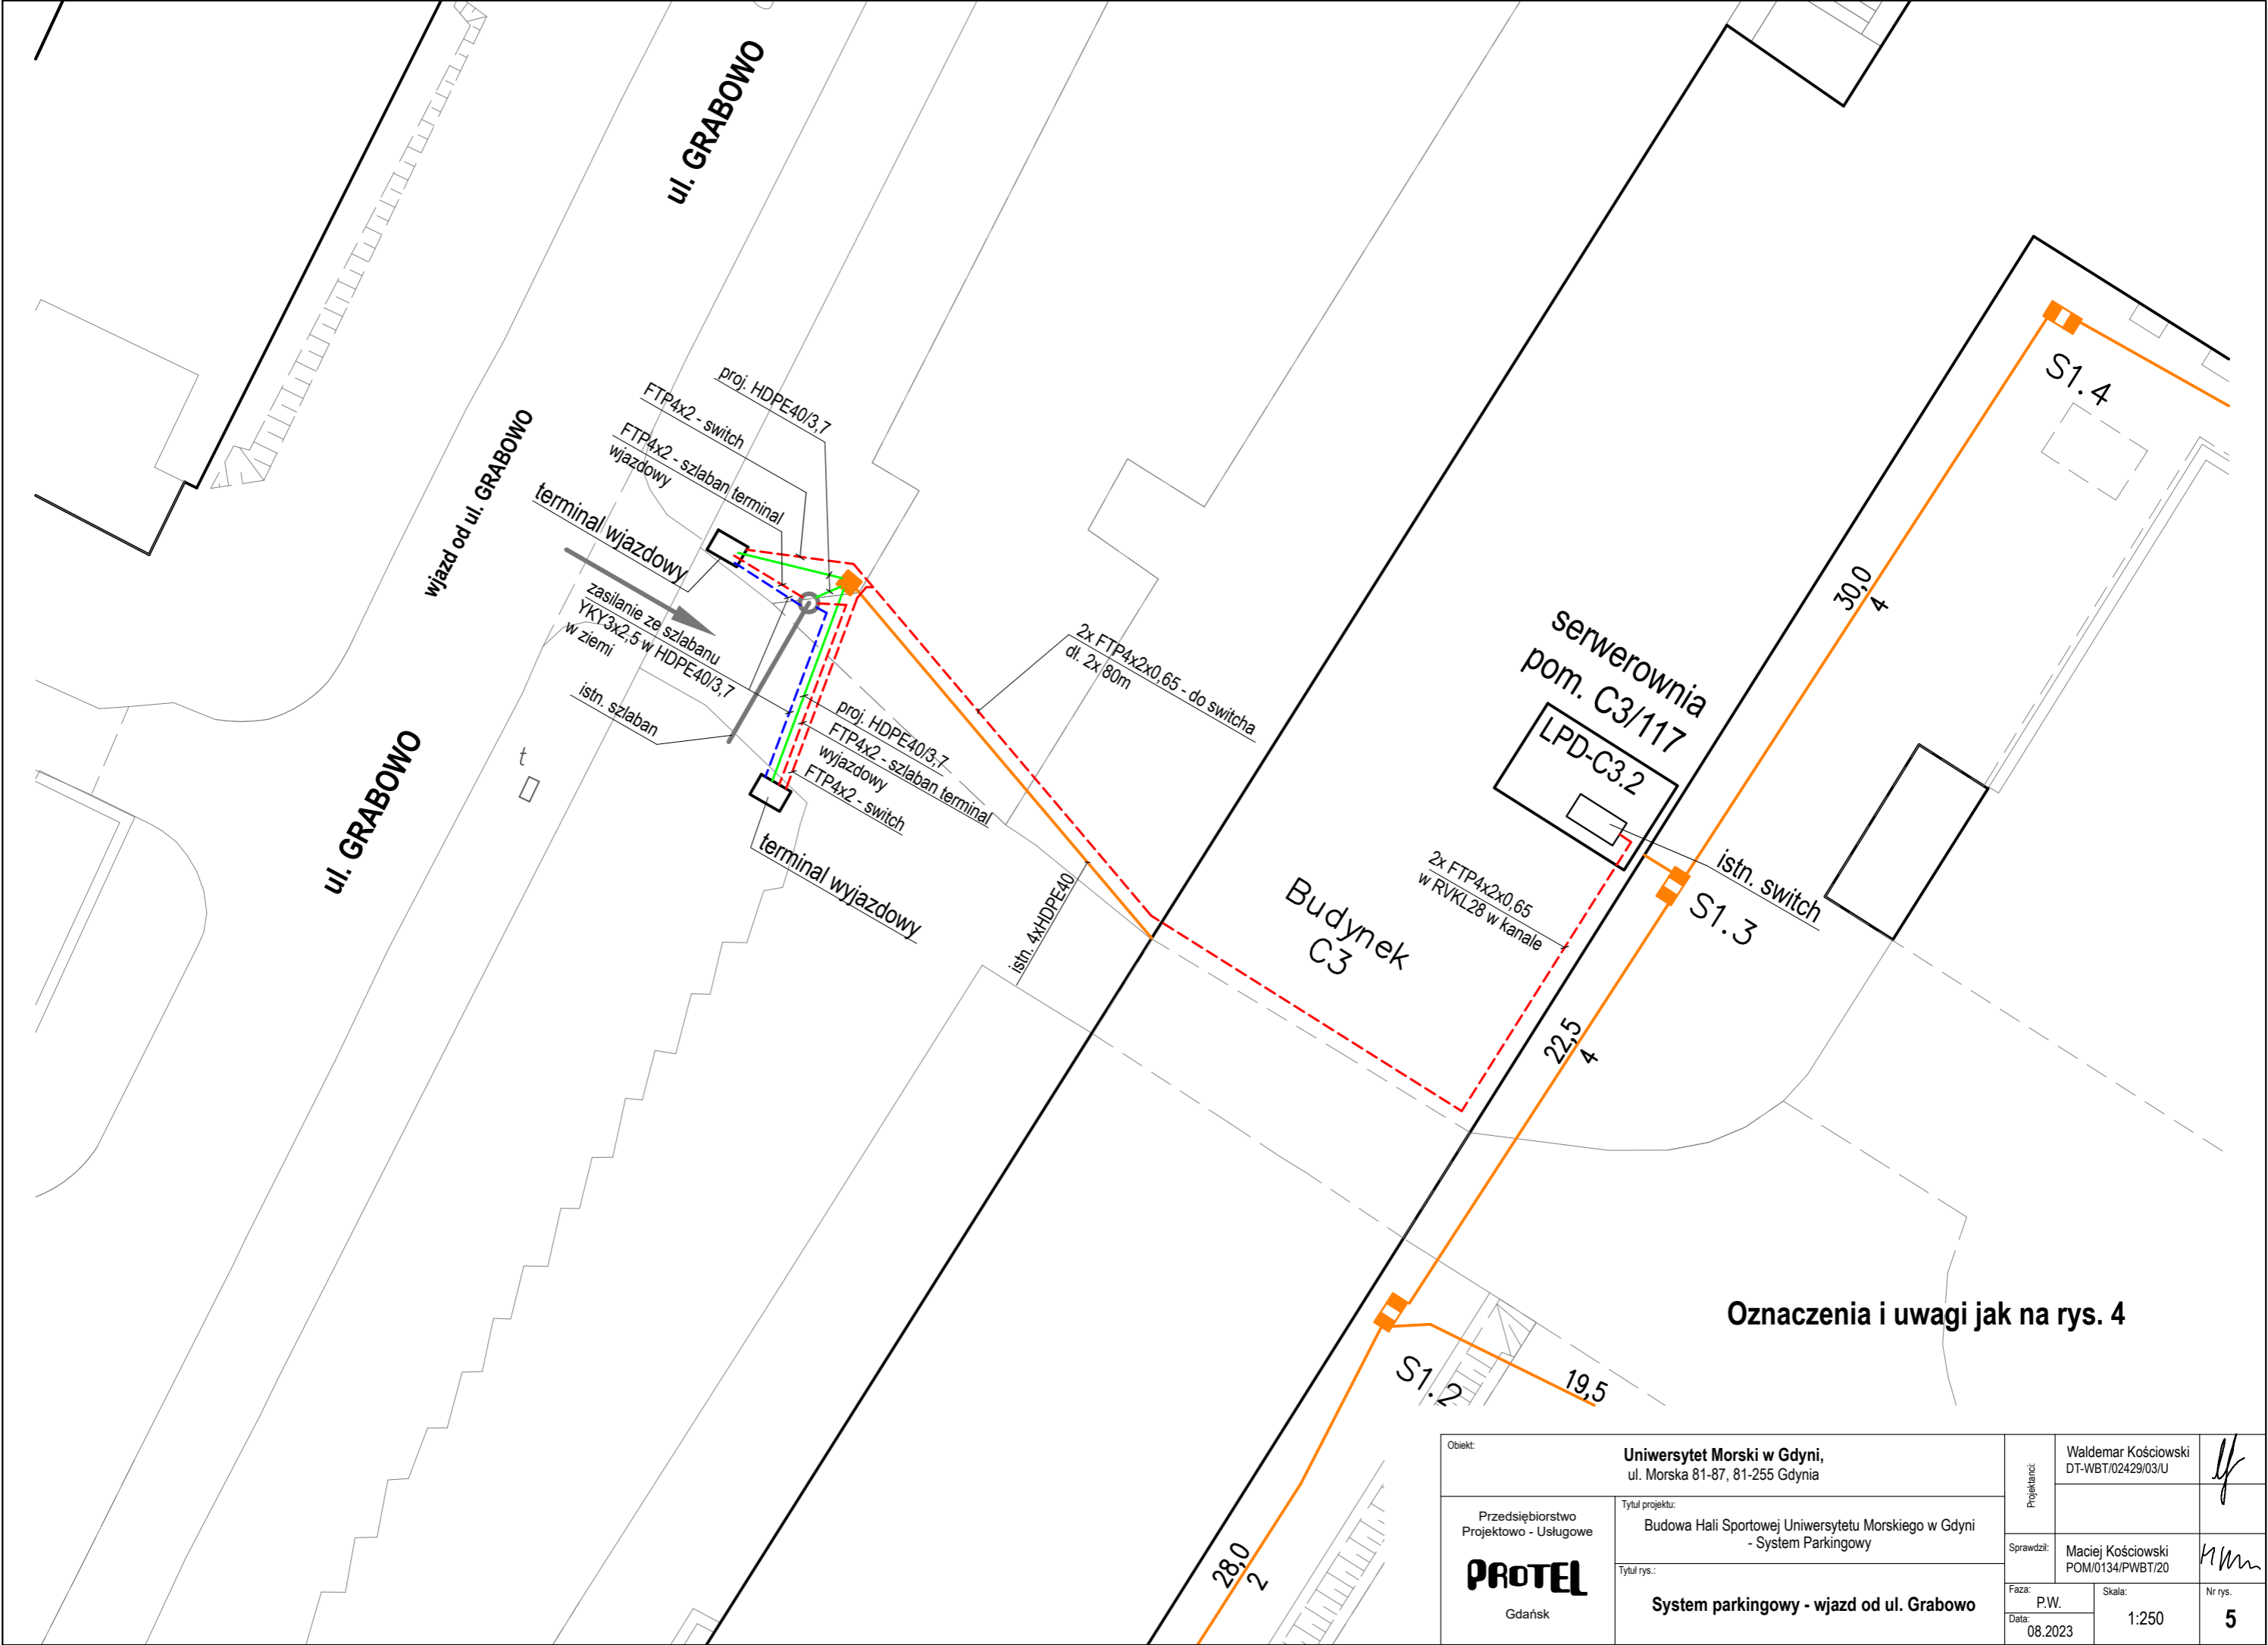 ul. GRABOWO
wjazd od ul. GRABOWO
ul. GRABOWO
t
proj. HDPE40/3,7
FTP4x2 - switch
FTP4x2 - szlaban terminal
wjazdowy
terminal wjazdowy
zasilanie ze szlabanu
YKY3x2,5 w HDPE40/3,7
w ziemi
istn. szlaban
proj. HDPE40/3,7
FTP4x2 - szlaban terminal
wyjazdowy
FTP4x2 - switch
terminal wyjazdowy
2x FTP4x2x0,65 - do switcha
dł. 2x 80m
istn. 4xHDPE40
Budynek
C3
serwerownia
pom. C3/117
LPD-C3.2
2x FTP4x2x0,65
w RVKL28 w kanale
istn. switch
S1.4
30,0
4
S1.3
22,5
4
S1.2
19,5
28,0
2
Oznaczenia i uwagi jak na rys. 4
Obiekt:
Uniwersytet Morski w Gdyni,
ul. Morska 81-87, 81-255 Gdynia
Przedsiębiorstwo
Projektowo - Usługowe
PROTEL
Gdańsk
Tytuł projektu:
Budowa Hali Sportowej Uniwersytetu Morskiego w Gdyni
- System Parkingowy
Tytuł rys.:
System parkingowy - wjazd od ul. Grabowo
Projektanci:
Waldemar Kościowski
DT-WBT/02429/03/U
Sprawdził:
Maciej Kościowski
POM/0134/PWBT/20
Faza:
P.W.
Data:
08.2023
Skala:
1:250
Nr rys.
5